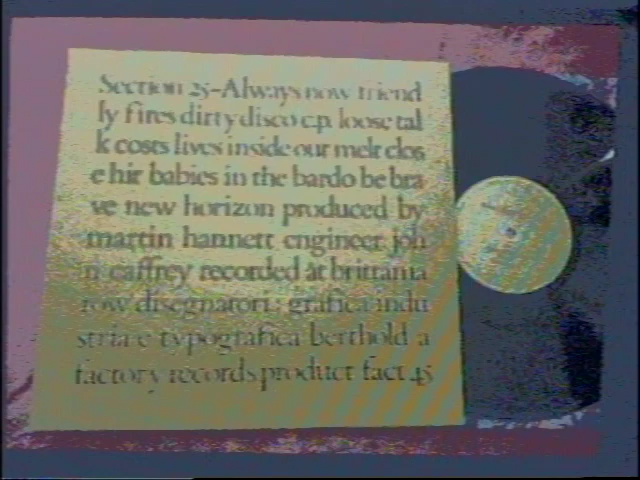 Section 25-Always now friend
ly fires dirty disco c.p. loose tal
k costs lives inside our melt clos
e hit babies in the bardo be bra
ve new horizon produced by
martin hannett engineer joh
n caffrey recorded at brittania
row disegnatori: grafica indu
stria e typografica berthold a
factory records product fact 45